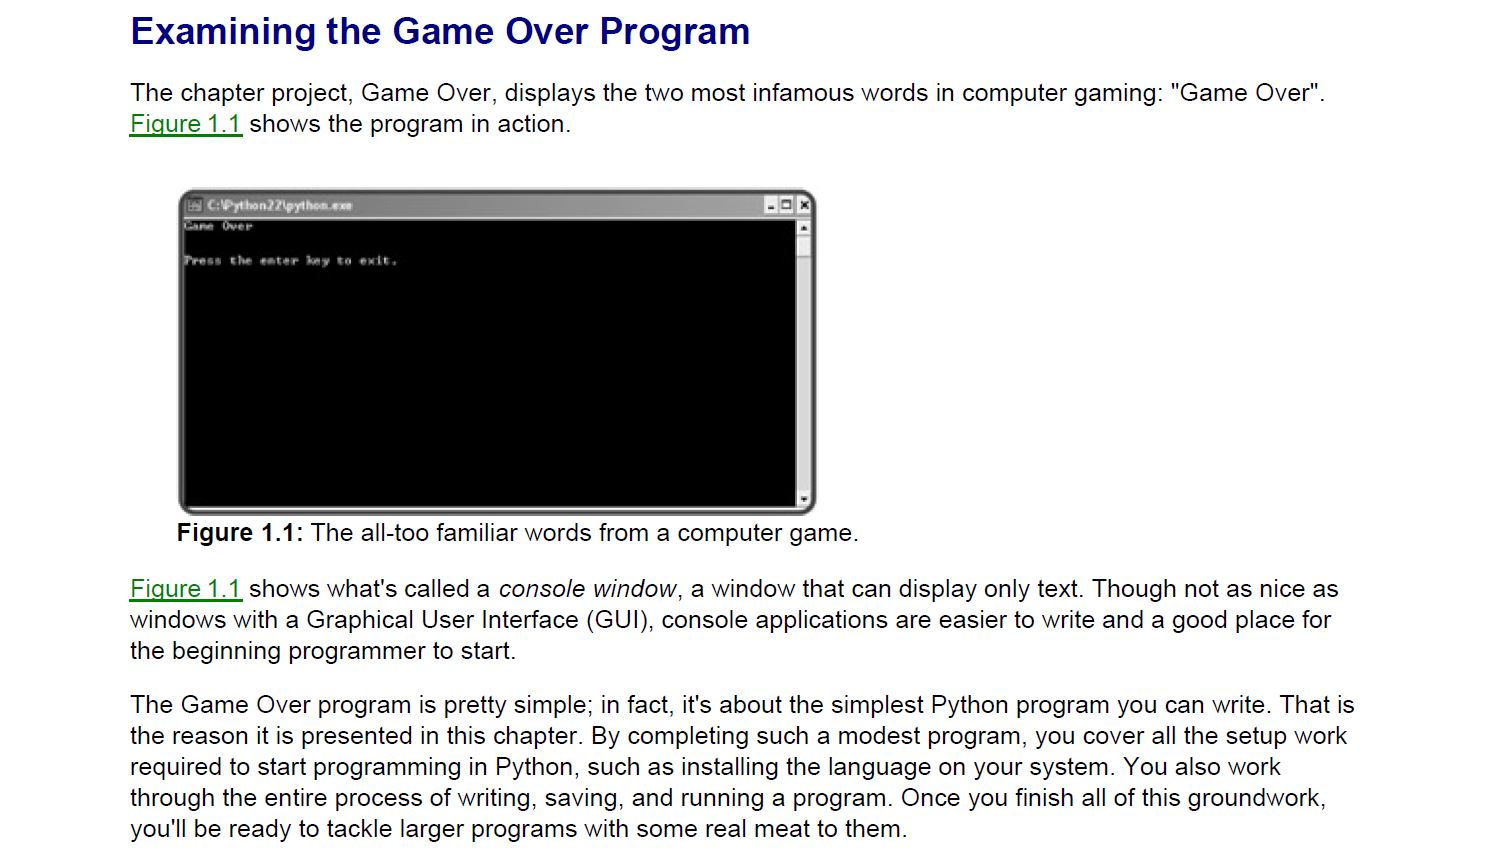 Examining the Game Over Program
The chapter project, Game Over, displays the two most infamous words in computer gaming: "Game Over".
Figure 1.1 shows the program in action.
C:\Python22\python.exe
Game Over
Press the enter key to exit.
Figure 1.1: The all-too familiar words from a computer game.
Figure 1.1 shows what's called a console window, a window that can display only text. Though not as nice as
windows with a Graphical User Interface (GUI), console applications are easier to write and a good place for
the beginning programmer to start.
The Game Over program is pretty simple; in fact, it's about the simplest Python program you can write. That is
the reason it is presented in this chapter. By completing such a modest program, you cover all the setup work
required to start programming in Python, such as installing the language on your system. You also work
through the entire process of writing, saving, and running a program. Once you finish all of this groundwork,
you'll be ready to tackle larger programs with some real meat to them.